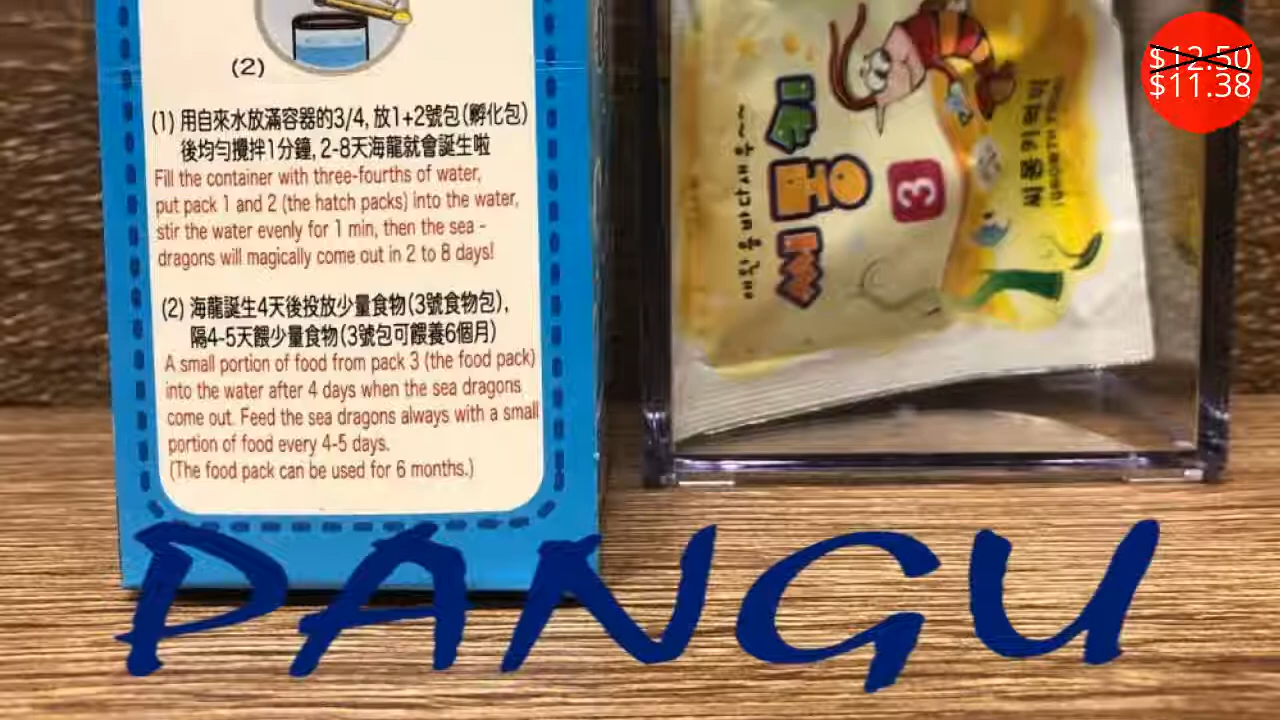 (2)
(1) 用自來水放滿容器的3/4, 放1+2號包(孵化包)
後均勻攪拌1分鐘, 2-8天海龍就會誕生啦
Fill the container with three-fourths of water,
put pack 1 and 2 (the hatch packs) into the water,
stir the water evenly for 1 min, then the sea -
dragons will magically come out in 2 to 8 days!
(2) 海龍誕生4天後投放少量食物(3號食物包),
隔4-5天餵少量食物(3號包可餵養6個月)
A small portion of food from pack 3 (the food pack)
into the water after 4 days when the sea dragons
come out. Feed the sea dragons always with a small
portion of food every 4-5 days.
(The food pack can be used for 6 months.)
3
$12.50
$11.38
PANGU